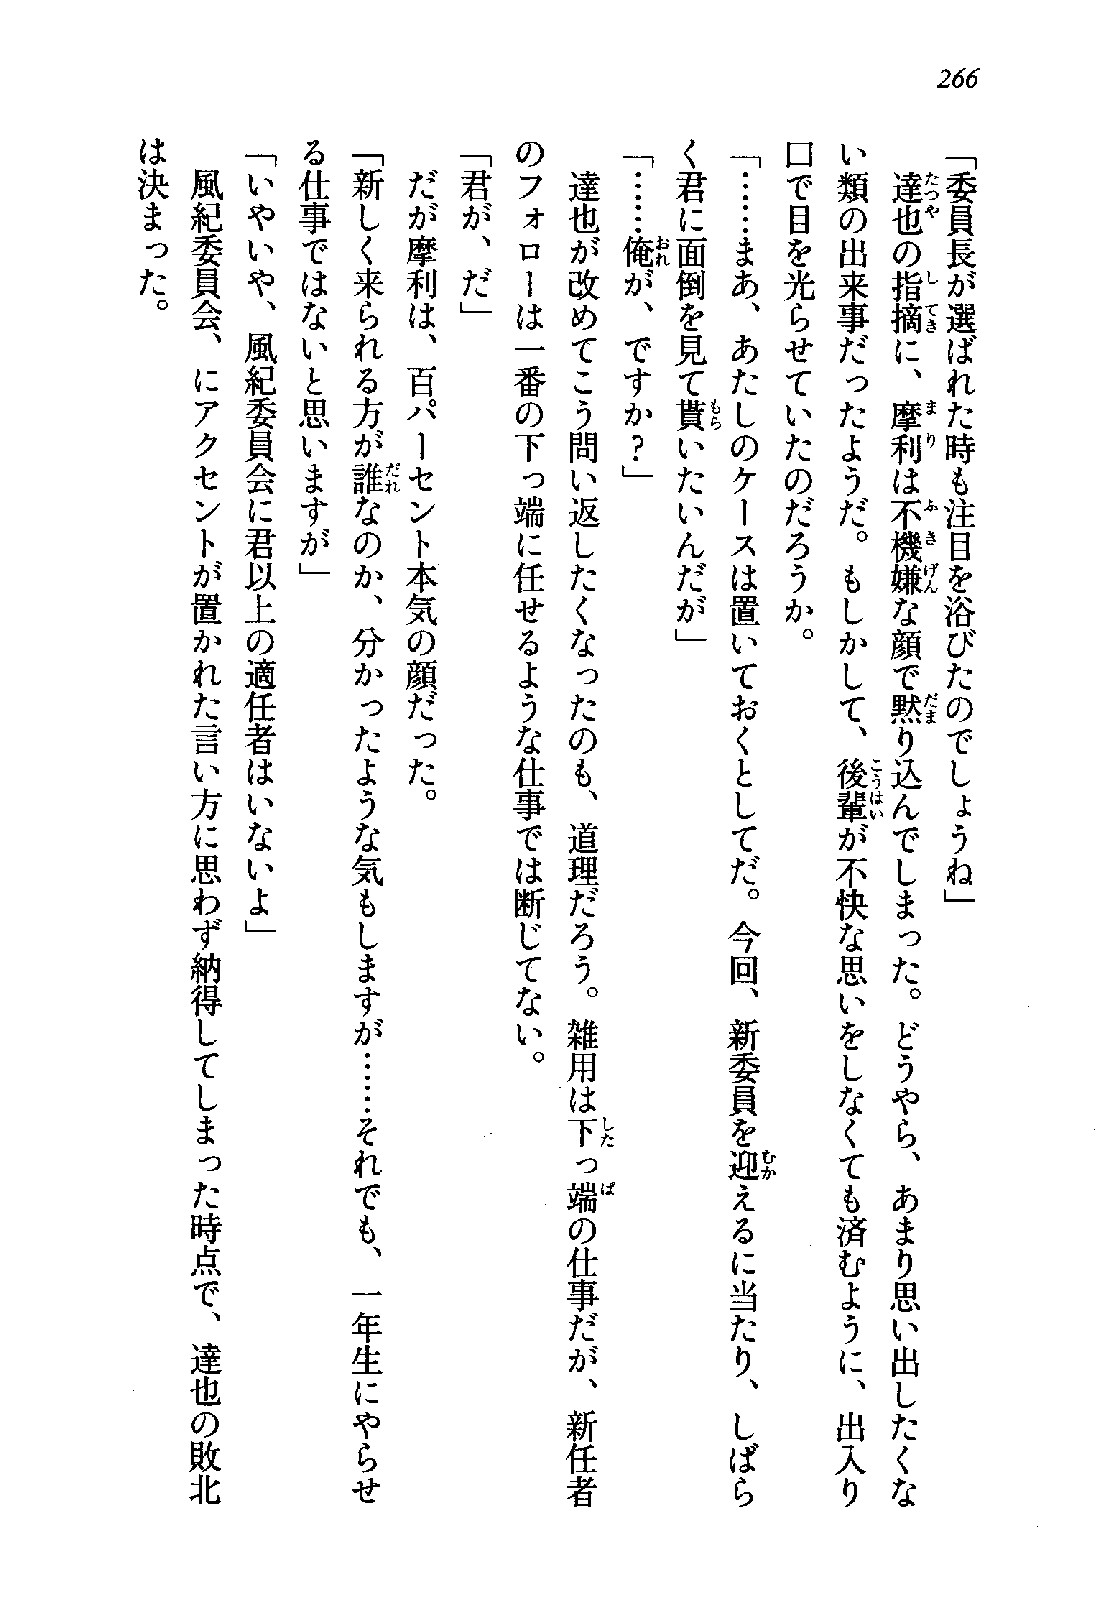 266
「委員長が選ばれた時も注目を浴びたのでしょうね」
達也の指摘に、摩利は不機嫌な顔で黙り込んでしまった。どうやら、あまり思い出したくな
い類の出来事だったようだ。もしかして、後輩が不快な思いをしなくても済むように、出入り
口で目を光らせていたのだろうか。
「……まあ、あたしのケースは置いておくとしてだ。今回、新委員を迎えるに当たり、しばら
く君に面倒を見て貰いたいんだが」
「……俺が、ですか？」
達也が改めてこう問い返したくなったのも、道理だろう。雑用は下っ端の仕事だが、新任者
のフォローは一番の下っ端に任せるような仕事では断じてない。
「君が、だ」
だが摩利は、百パーセント本気の顔だった。
「新しく来られる方が誰なのか、分かったような気もしますが……それでも、一年生にやらせ
る仕事ではないと思いますが」
「いやいや、風紀委員会に君以上の適任者はいないよ」
風紀委員会、にアクセントが置かれた言い方に思わず納得してしまった時点で、達也の敗北
は決まった。